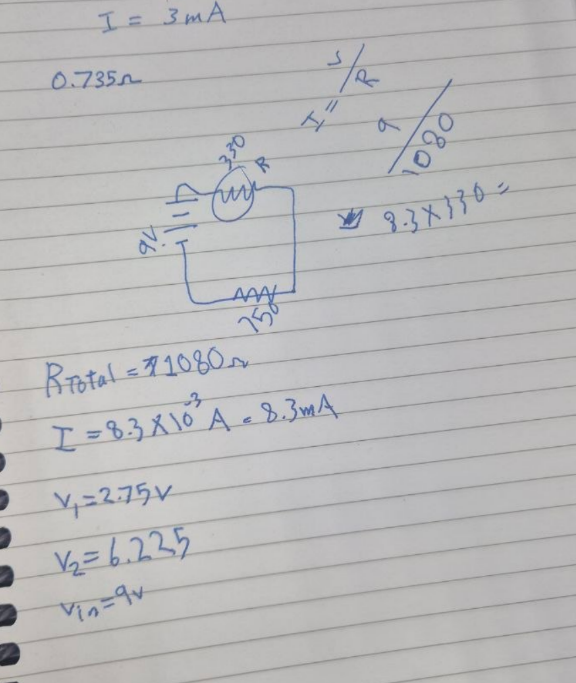 I = 3mA
0.735Ω
I = V/R
9/1080
330
R
8.3 × 330 =
9V.
750
RTotal = 1080Ω
I = 8.3 × 10⁻³ A = 8.3mA
V₁ = 2.75V
V₂ = 6.225
Vin = 9V